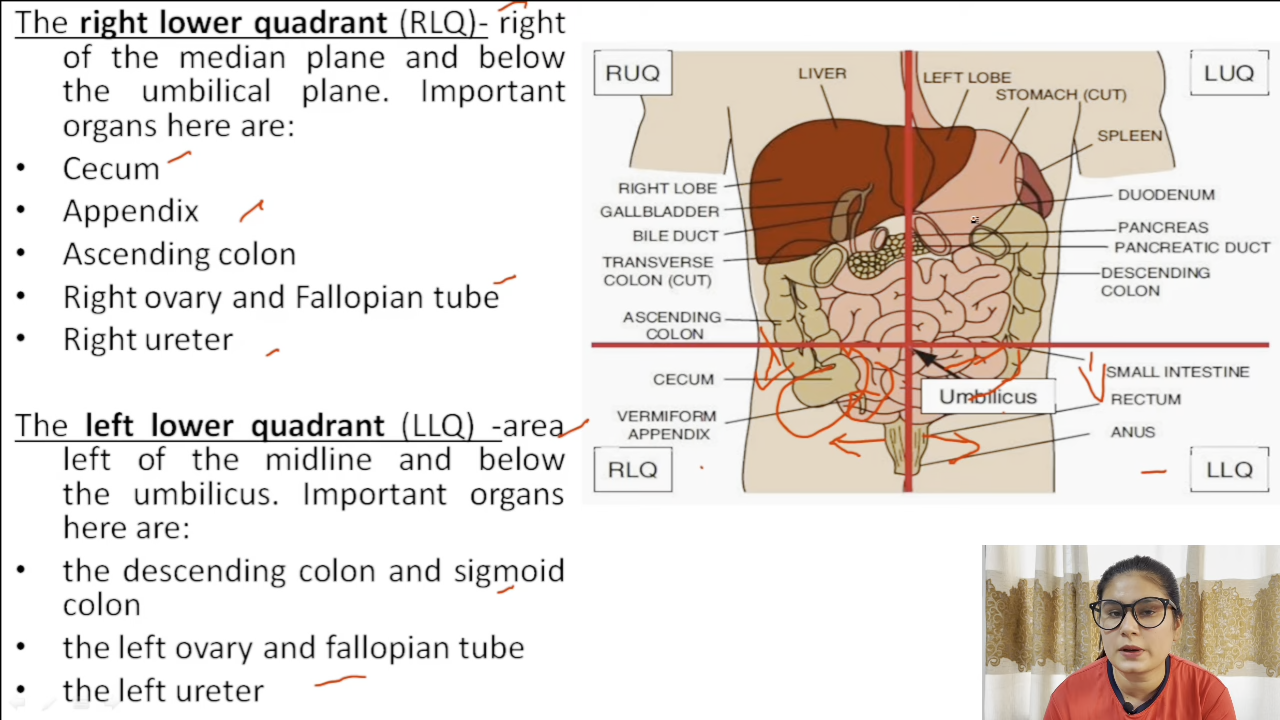 The right lower quadrant (RLQ)- right
of the median plane and below
the umbilical plane. Important
organs here are:
• Cecum
• Appendix
• Ascending colon
• Right ovary and Fallopian tube
• Right ureter
The left lower quadrant (LLQ) -area
left of the midline and below
the umbilicus. Important organs
here are:
• the descending colon and sigmoid
colon
• the left ovary and fallopian tube
• the left ureter
RUQ
LUQ
LIVER
LEFT LOBE
STOMACH (CUT)
SPLEEN
RIGHT LOBE
GALLBLADDER
BILE DUCT
TRANSVERSE
COLON (CUT)
ASCENDING
COLON
CECUM
VERMIFORM
APPENDIX
RLQ
DUODENUM
PANCREAS
PANCREATIC DUCT
DESCENDING
COLON
SMALL INTESTINE
Umbilicus
RECTUM
ANUS
LLQ